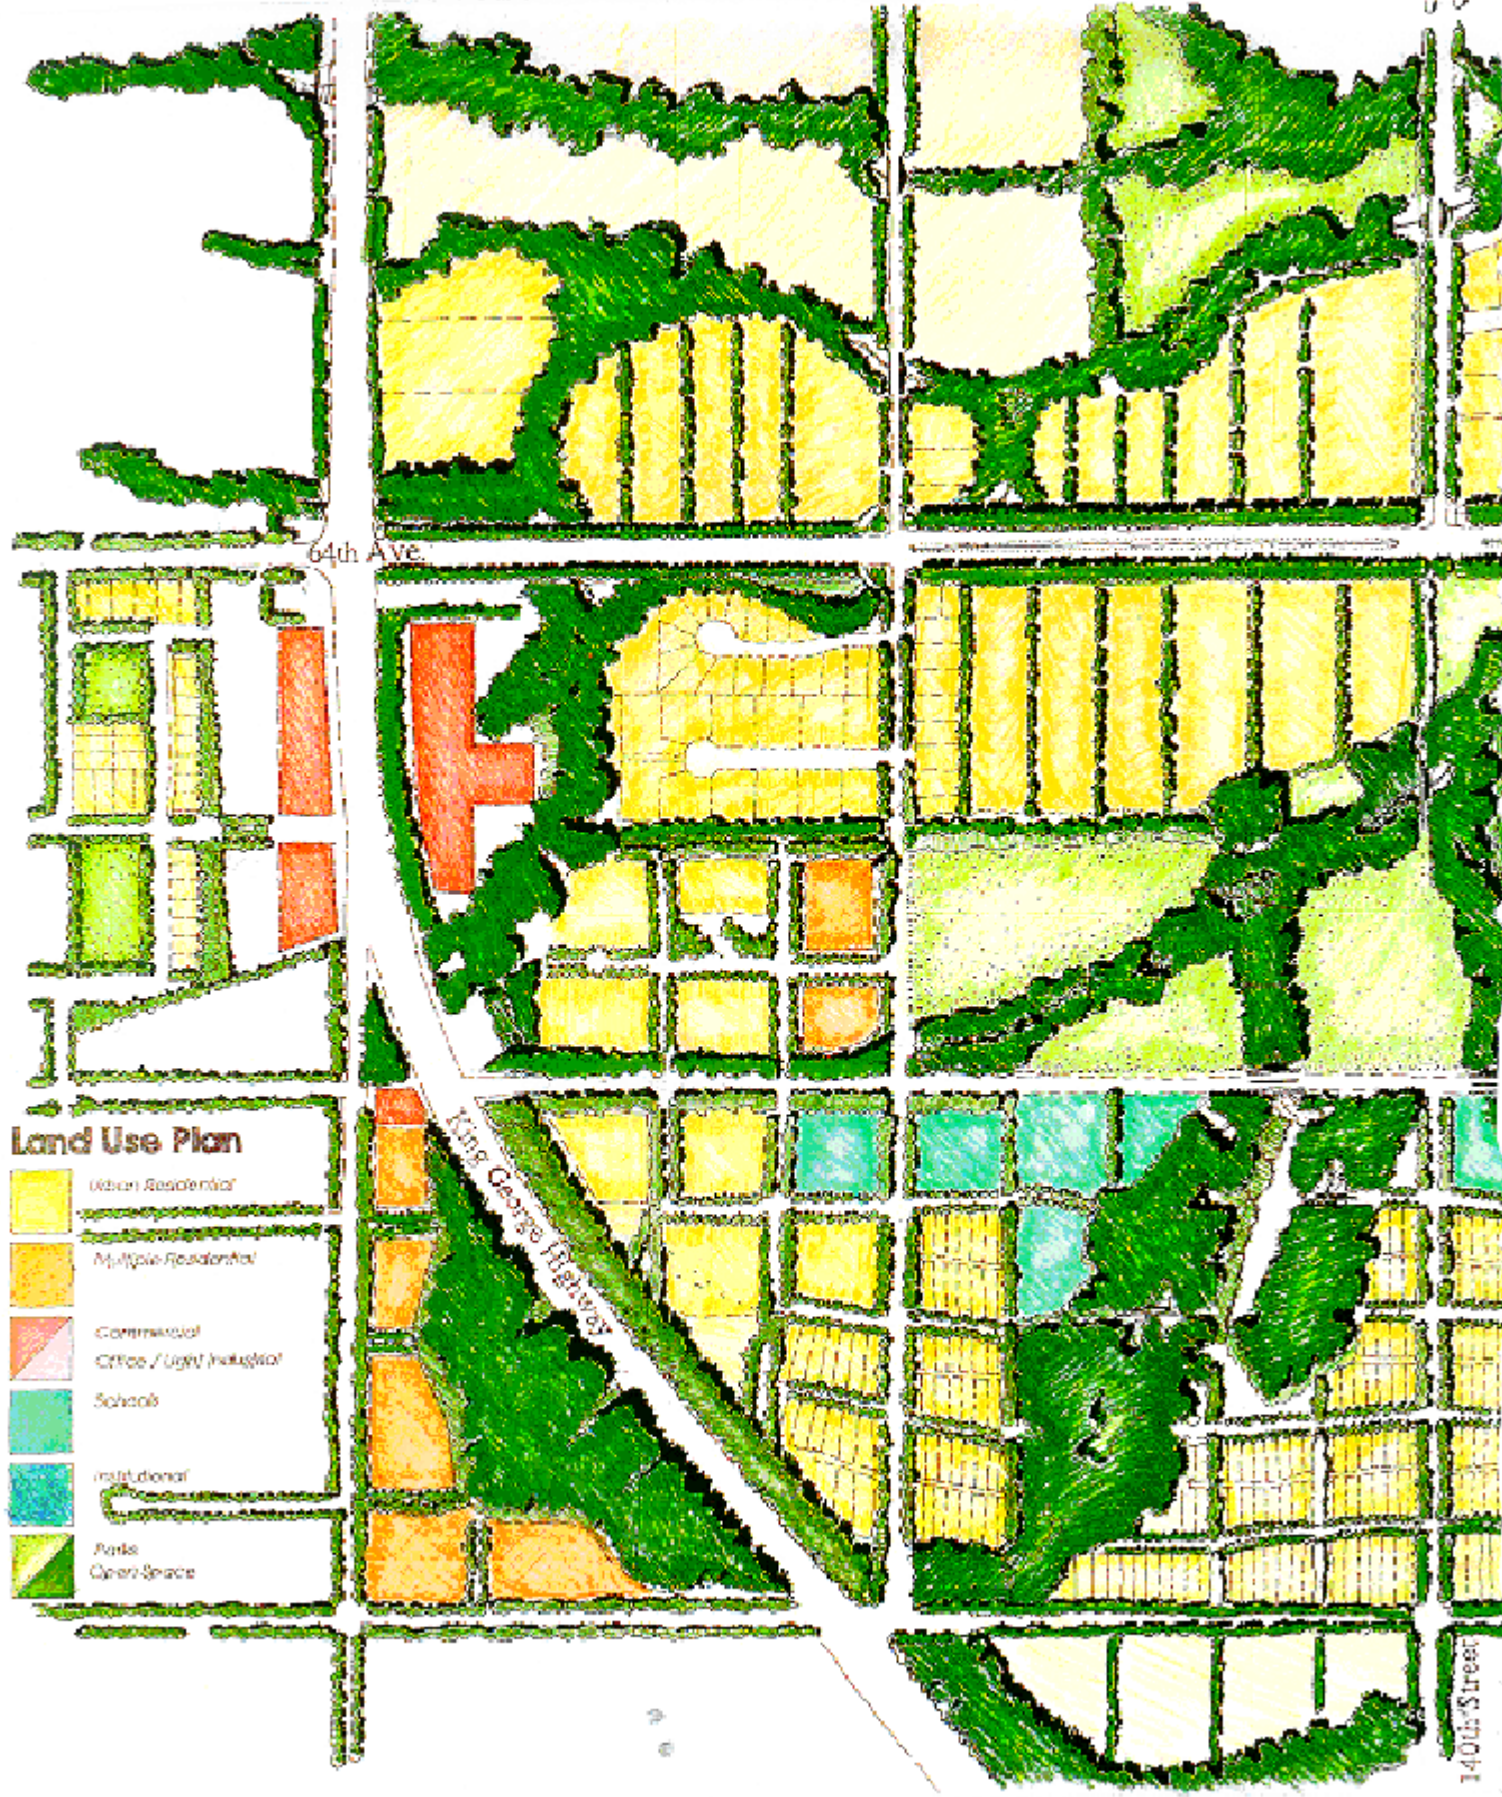 64th Ave.
King George Highway
Land Use Plan
Urban Residential
Multiple Residential
Commercial
Office / Light Industrial
Schools
Institutional
Parks
Open Space
140th Street